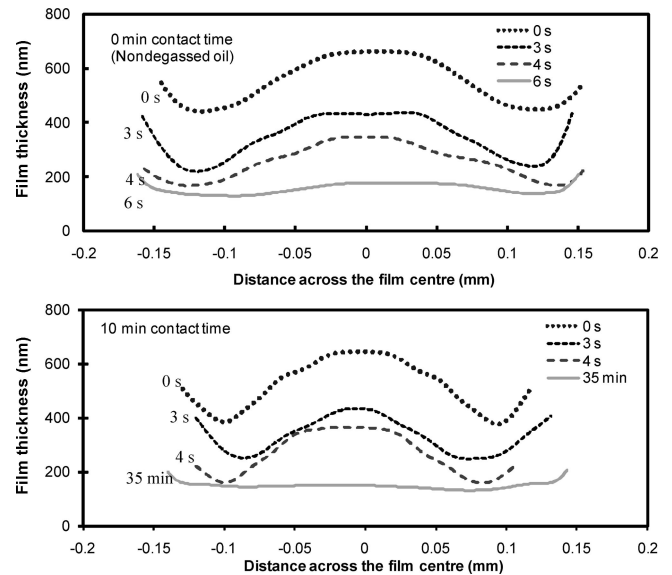 800
600
400
200
0
Film thickness (nm)
0 min contact time
(Nondegassed oil)
0 s
3 s
4 s
6 s
0 s
3 s
4 s
6 s
-0.2
-0.15
-0.1
-0.05
0
0.05
0.1
0.15
0.2
Distance across the film centre (mm)
800
600
400
200
0
Film thickness (nm)
10 min contact time
0 s
3 s
4 s
35 min
0 s
3 s
4 s
35 min
-0.2
-0.15
-0.1
-0.05
0
0.05
0.1
0.15
0.2
Distance across the film centre (mm)